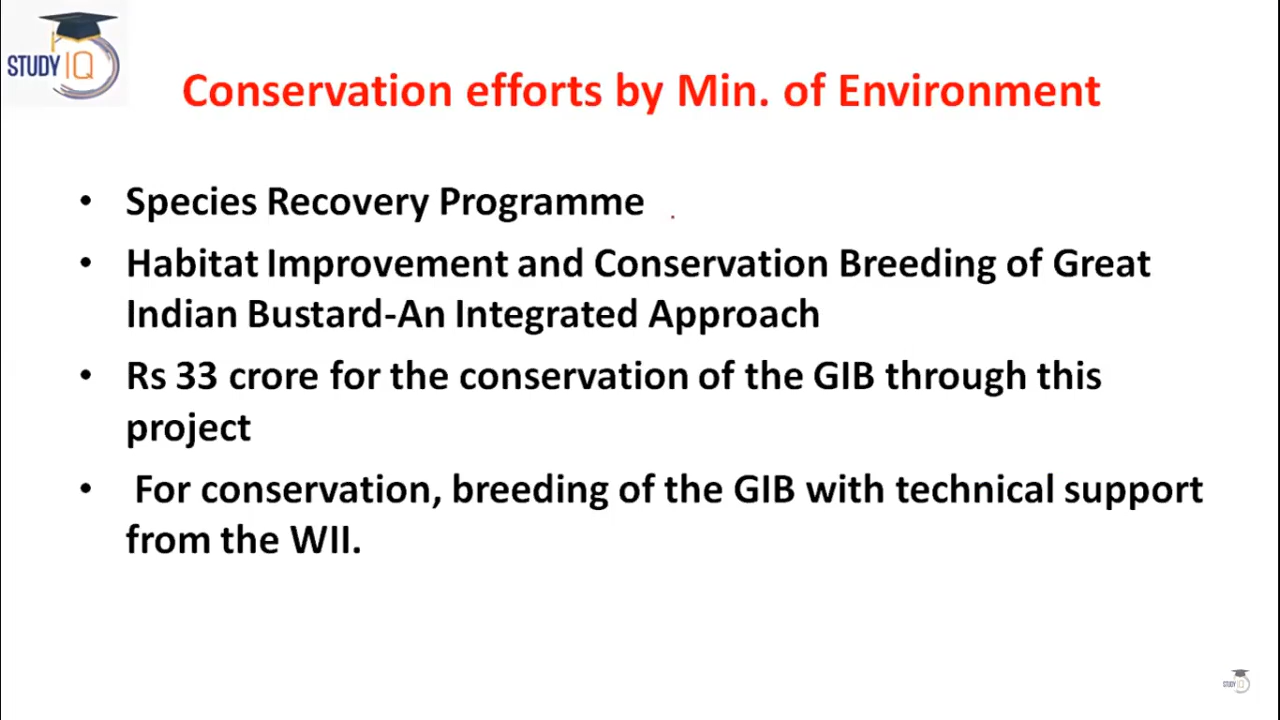 STUDY IQ
Conservation efforts by Min. of Environment
• Species Recovery Programme
• Habitat Improvement and Conservation Breeding of Great
Indian Bustard-An Integrated Approach
• Rs 33 crore for the conservation of the GIB through this
project
• For conservation, breeding of the GIB with technical support
from the WII.
STUDY IQ